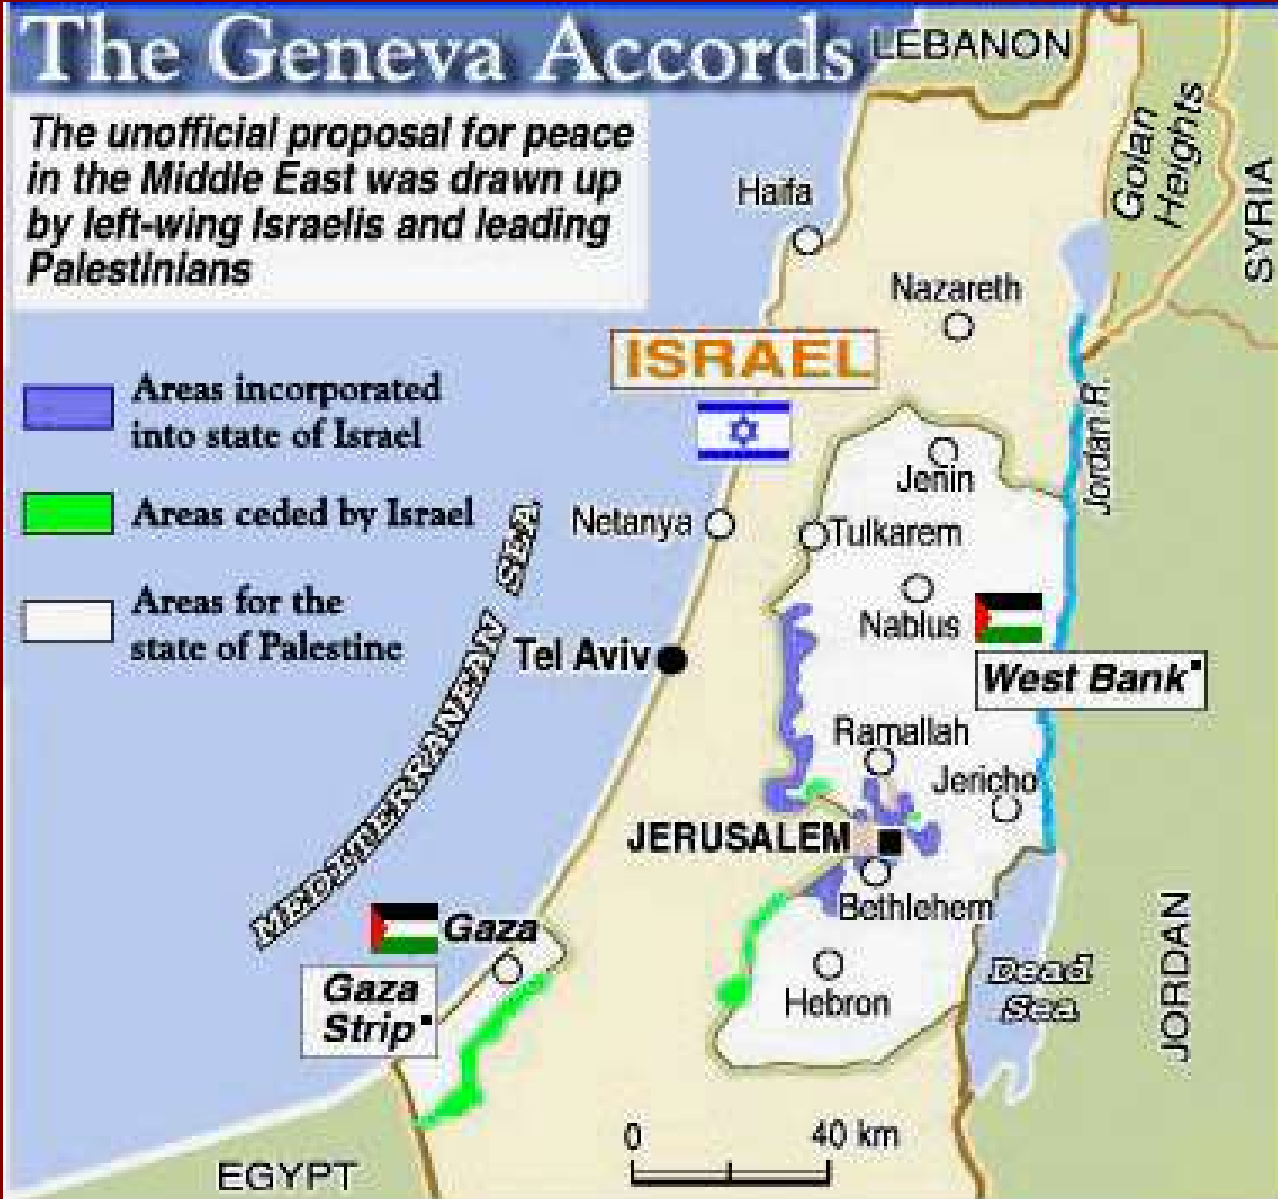 The Geneva Accords
The unofficial proposal for peace
in the Middle East was drawn up
by left-wing Israelis and leading
Palestinians
LEBANON
Golan
Heights
SYRIA
Haifa
Nazareth
ISRAEL
Areas incorporated
into state of Israel
Areas ceded by Israel
Areas for the
state of Palestine
MEDITERRANEAN SEA
Jordan R.
Jenin
Netanya
Tulkarem
Nablus
Tel Aviv
West Bank*
Ramallah
Jericho
JERUSALEM
Bethlehem
Gaza
Gaza
Strip*
Hebron
Dead
Sea
JORDAN
0 40 km
EGYPT